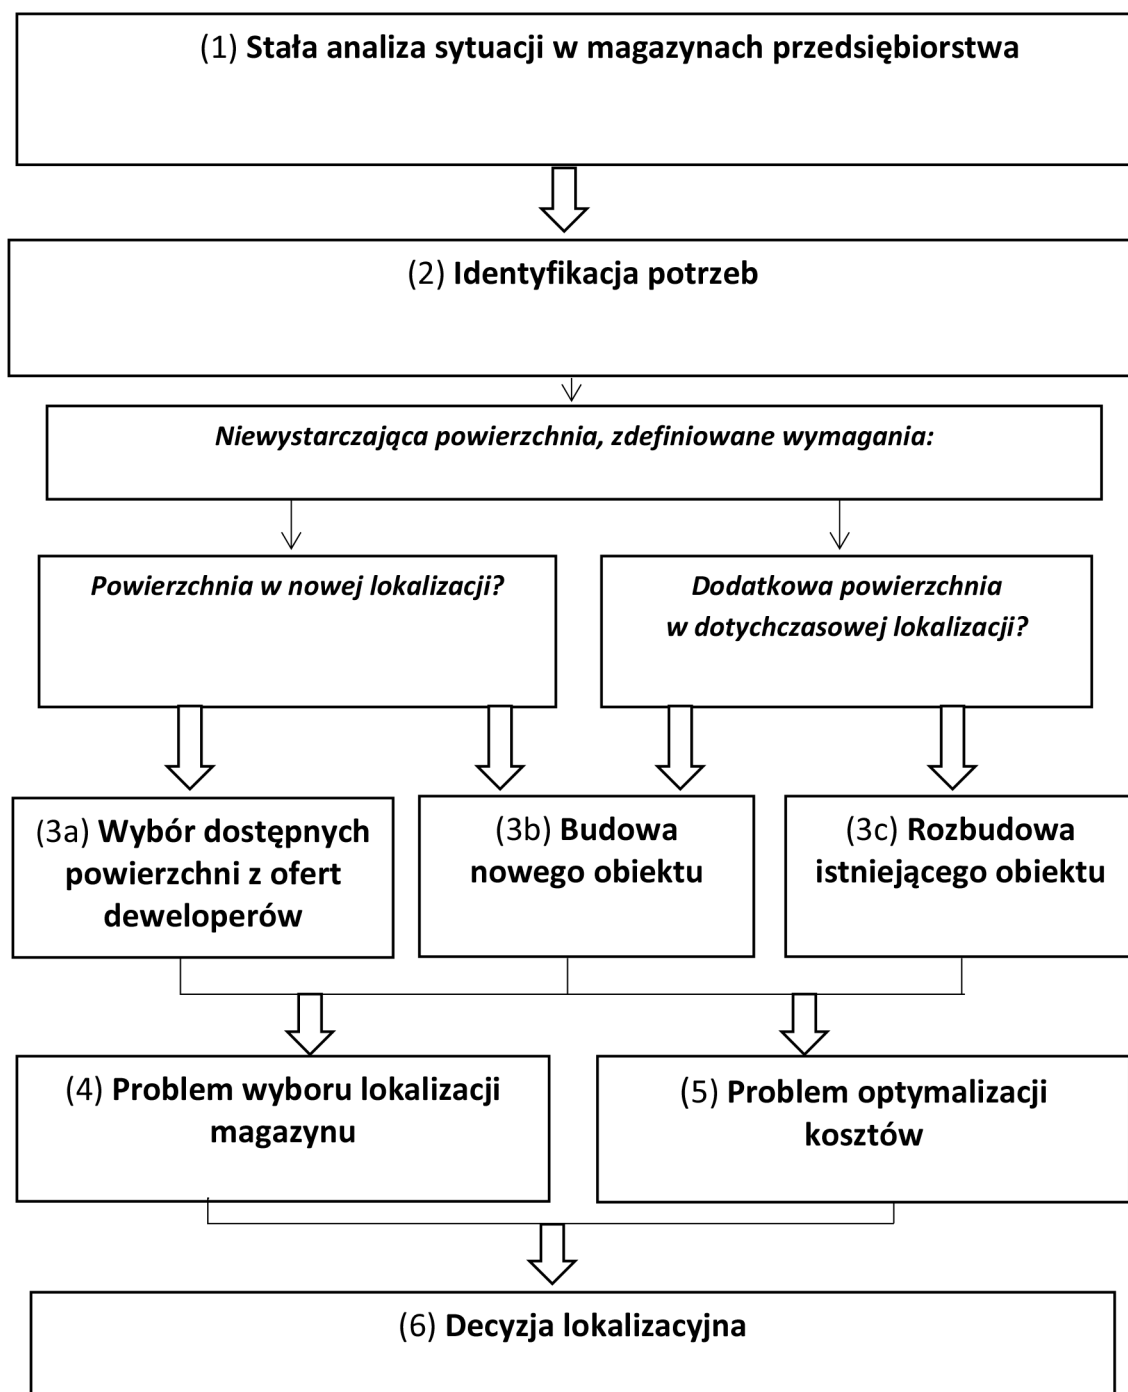 (1) Stała analiza sytuacji w magazynach przedsiębiorstwa
(2) Identyfikacja potrzeb
Niewystarczająca powierzchnia, zdefiniowane wymagania:
Powierzchnia w nowej lokalizacji?
Dodatkowa powierzchnia
w dotychczasowej lokalizacji?
(3a) Wybór dostępnych
powierzchni z ofert
deweloperów
(3b) Budowa
nowego obiektu
(3c) Rozbudowa
istniejącego obiektu
(4) Problem wyboru lokalizacji
magazynu
(5) Problem optymalizacji
kosztów
(6) Decyzja lokalizacyjna